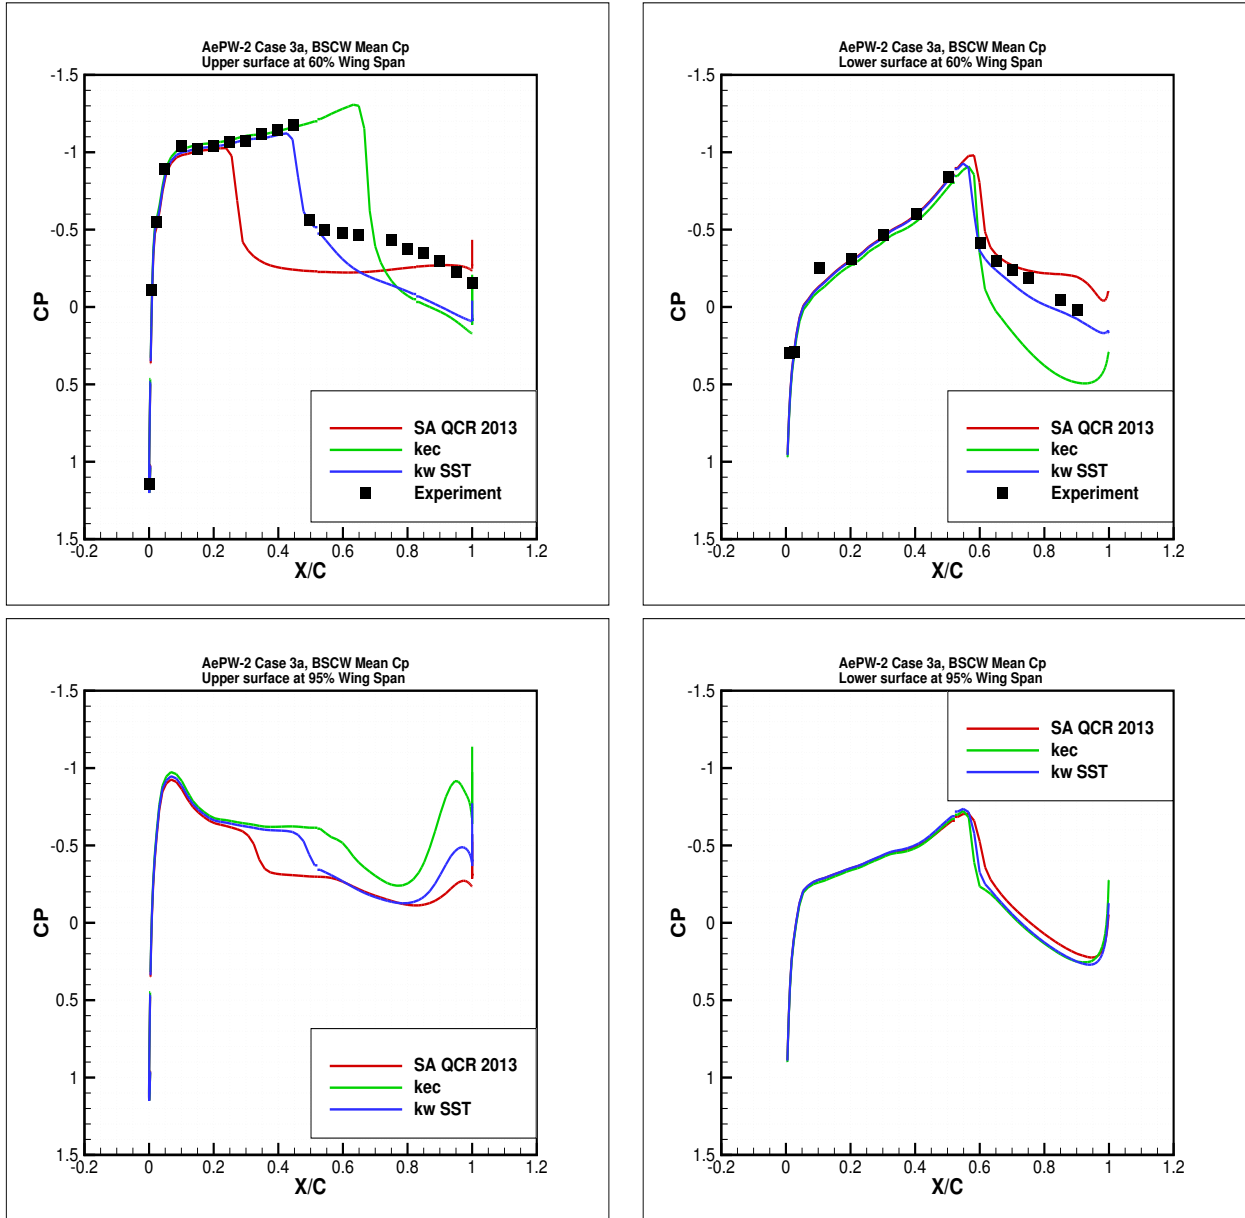 AePW-2 Case 3a, BSCW Mean Cp
Upper surface at 60% Wing Span
-1.5
-1
-0.5
0
0.5
1
1.5
CP
-0.2 0 0.2 0.4 0.6 0.8 1 1.2
X/C
SA QCR 2013
kec
kw SST
Experiment
AePW-2 Case 3a, BSCW Mean Cp
Lower surface at 60% Wing Span
-1.5
-1
-0.5
0
0.5
1
1.5
CP
-0.2 0 0.2 0.4 0.6 0.8 1 1.2
X/C
SA QCR 2013
kec
kw SST
Experiment
AePW-2 Case 3a, BSCW Mean Cp
Upper surface at 95% Wing Span
-1.5
-1
-0.5
0
0.5
1
1.5
CP
-0.2 0 0.2 0.4 0.6 0.8 1 1.2
X/C
SA QCR 2013
kec
kw SST
AePW-2 Case 3a, BSCW Mean Cp
Lower surface at 95% Wing Span
-1.5
-1
-0.5
0
0.5
1
1.5
CP
-0.2 0 0.2 0.4 0.6 0.8 1 1.2
X/C
SA QCR 2013
kec
kw SST